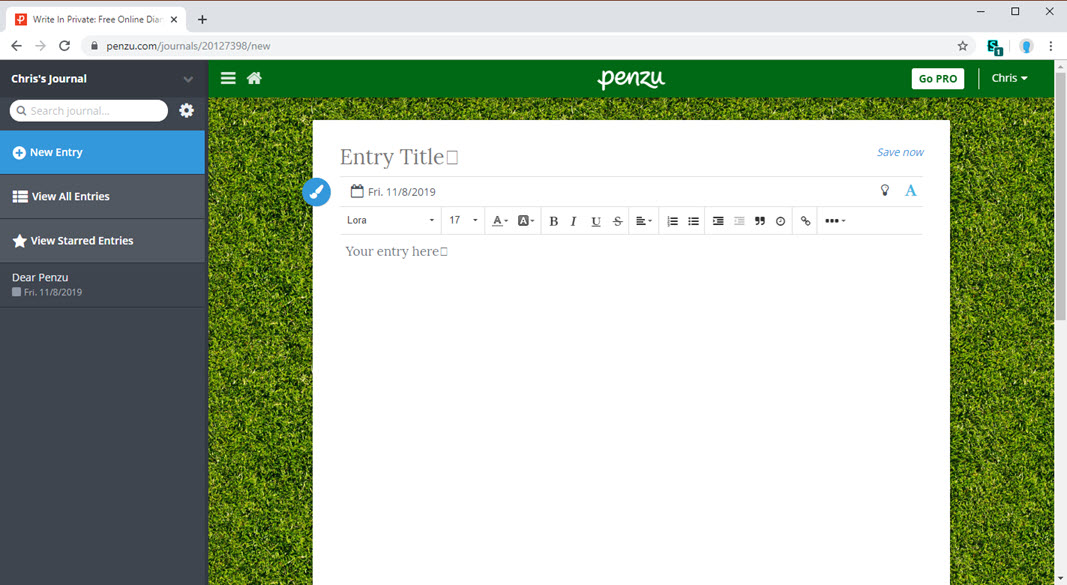 Write In Private: Free Online Diar
penzu.com/journals/20127398/new
S
1
Chris's Journal
penzu
Go PRO
Chris
Search journal...
New Entry
View All Entries
View Starred Entries
Dear Penzu
Fri. 11/8/2019
Entry Title
Save now
Fri. 11/8/2019
A
Lora
17
A
A
B I U S
Your entry here